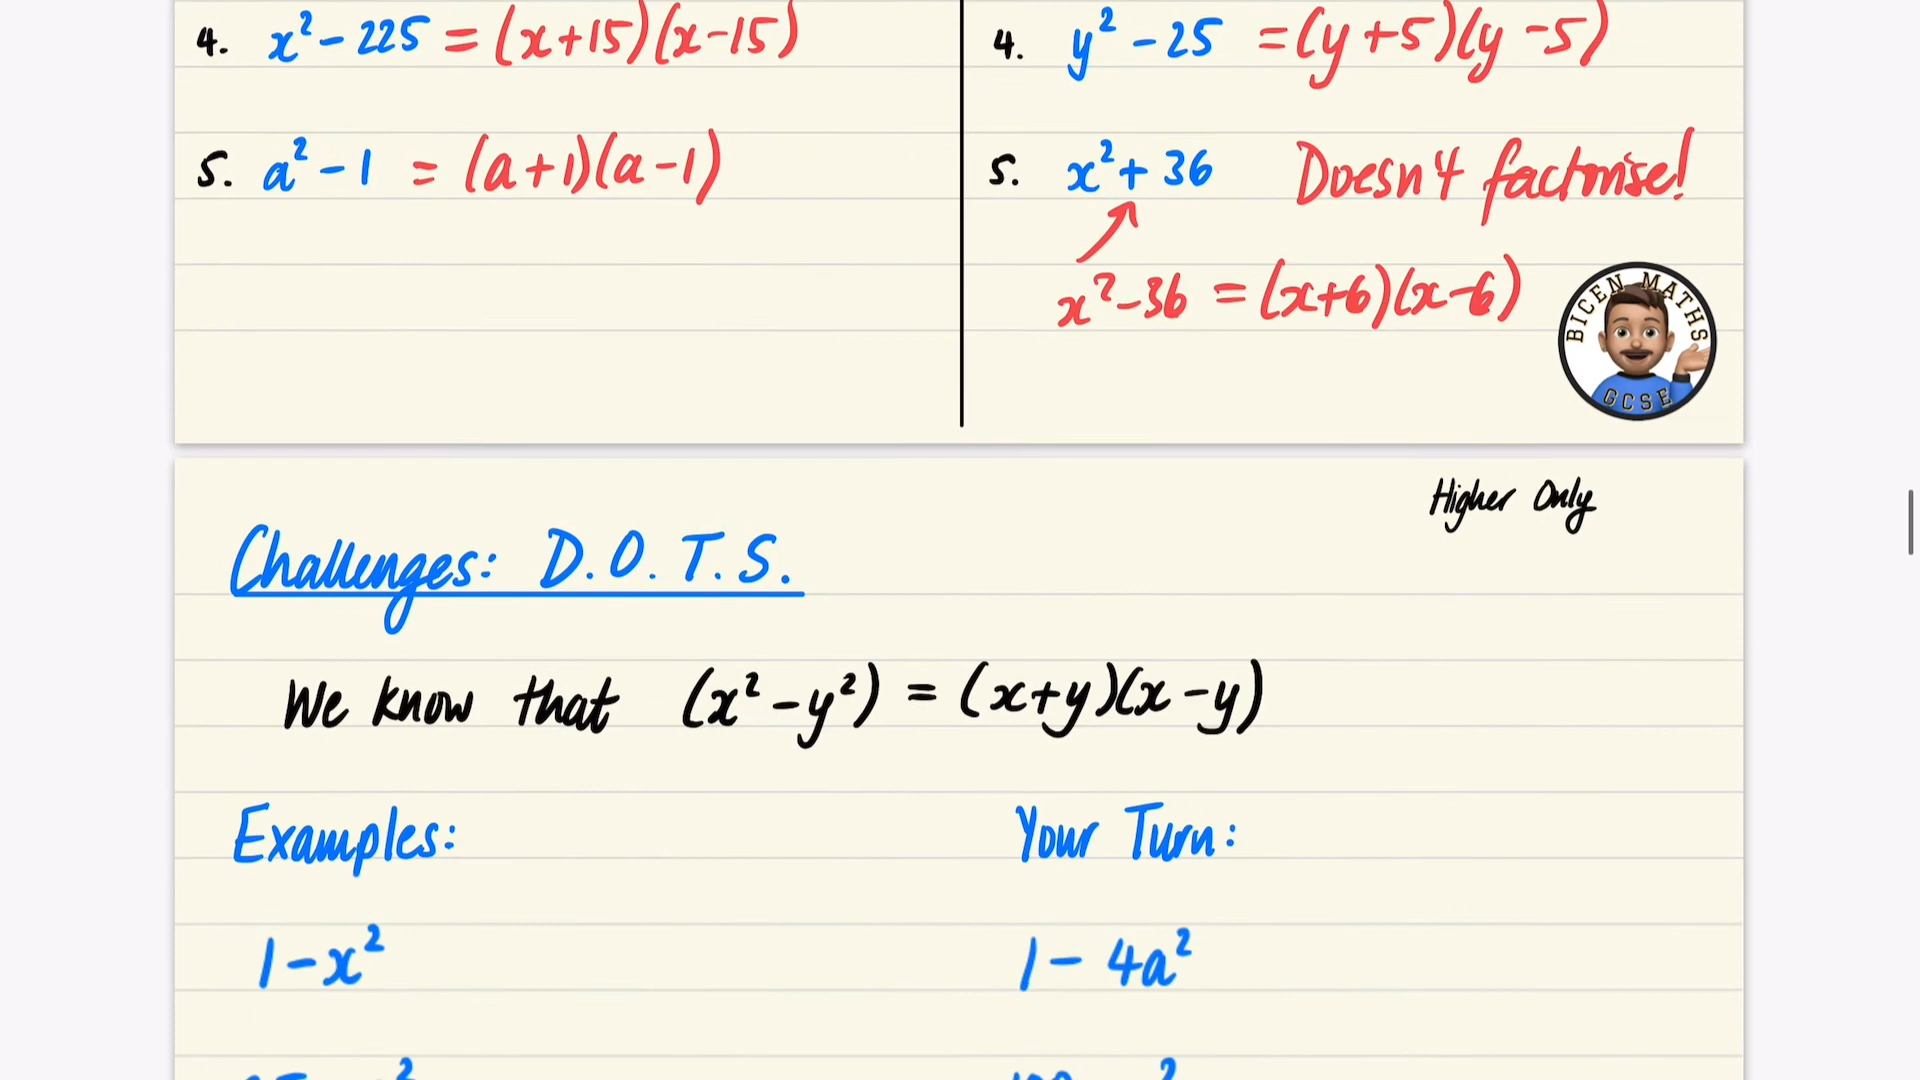 4. x² - 225 = (x+15)(x-15)
5. a² - 1 = (a+1)(a-1)
4. y² - 25 = (y+5)(y-5)
5. x² + 36 Doesn't factorise!
x² - 36 = (x+6)(x-6)
BICEN MATHS
GCSE
Higher Only
Challenges: D.O.T.S.
We know that (x² - y²) = (x+y)(x-y)
Examples:
Your Turn:
1 - x²
1 - 4a²